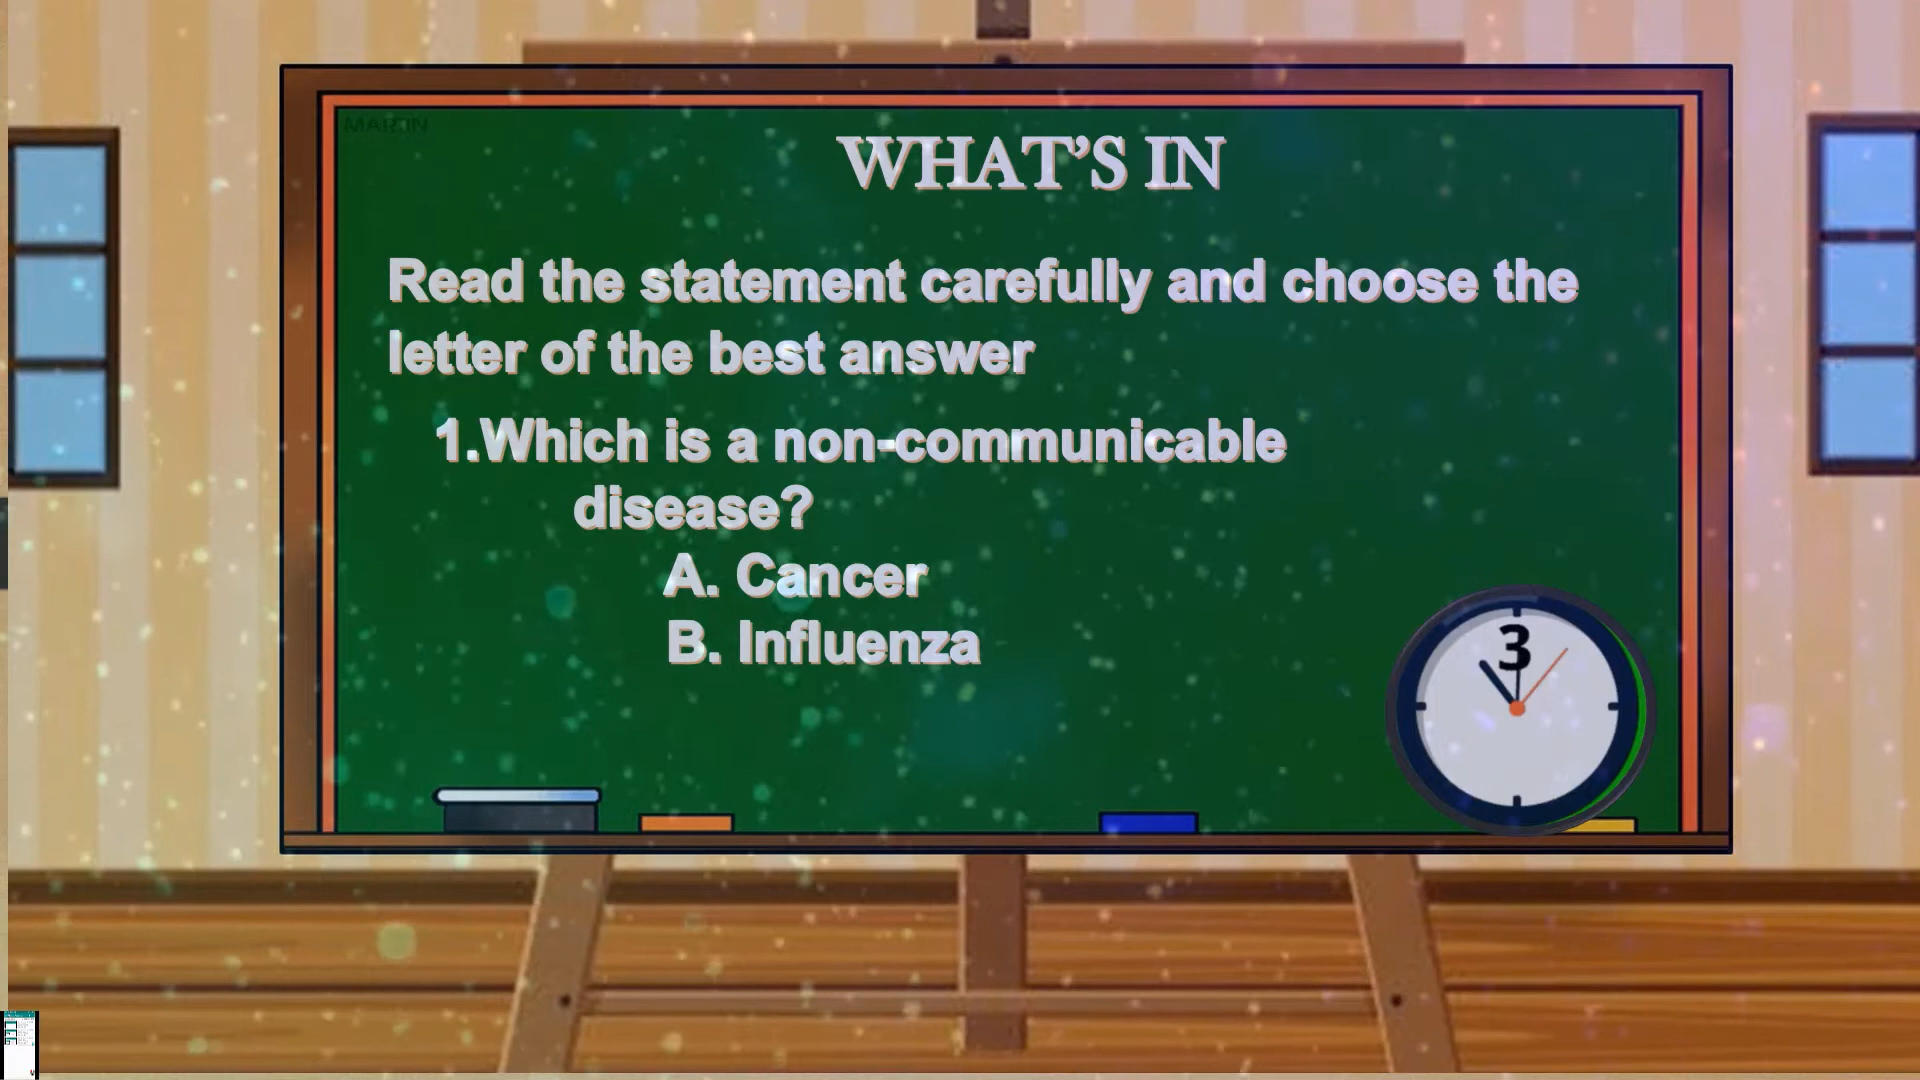 WHAT'S IN
Read the statement carefully and choose the
letter of the best answer
1.Which is a non-communicable
disease?
A. Cancer
B. Influenza
3